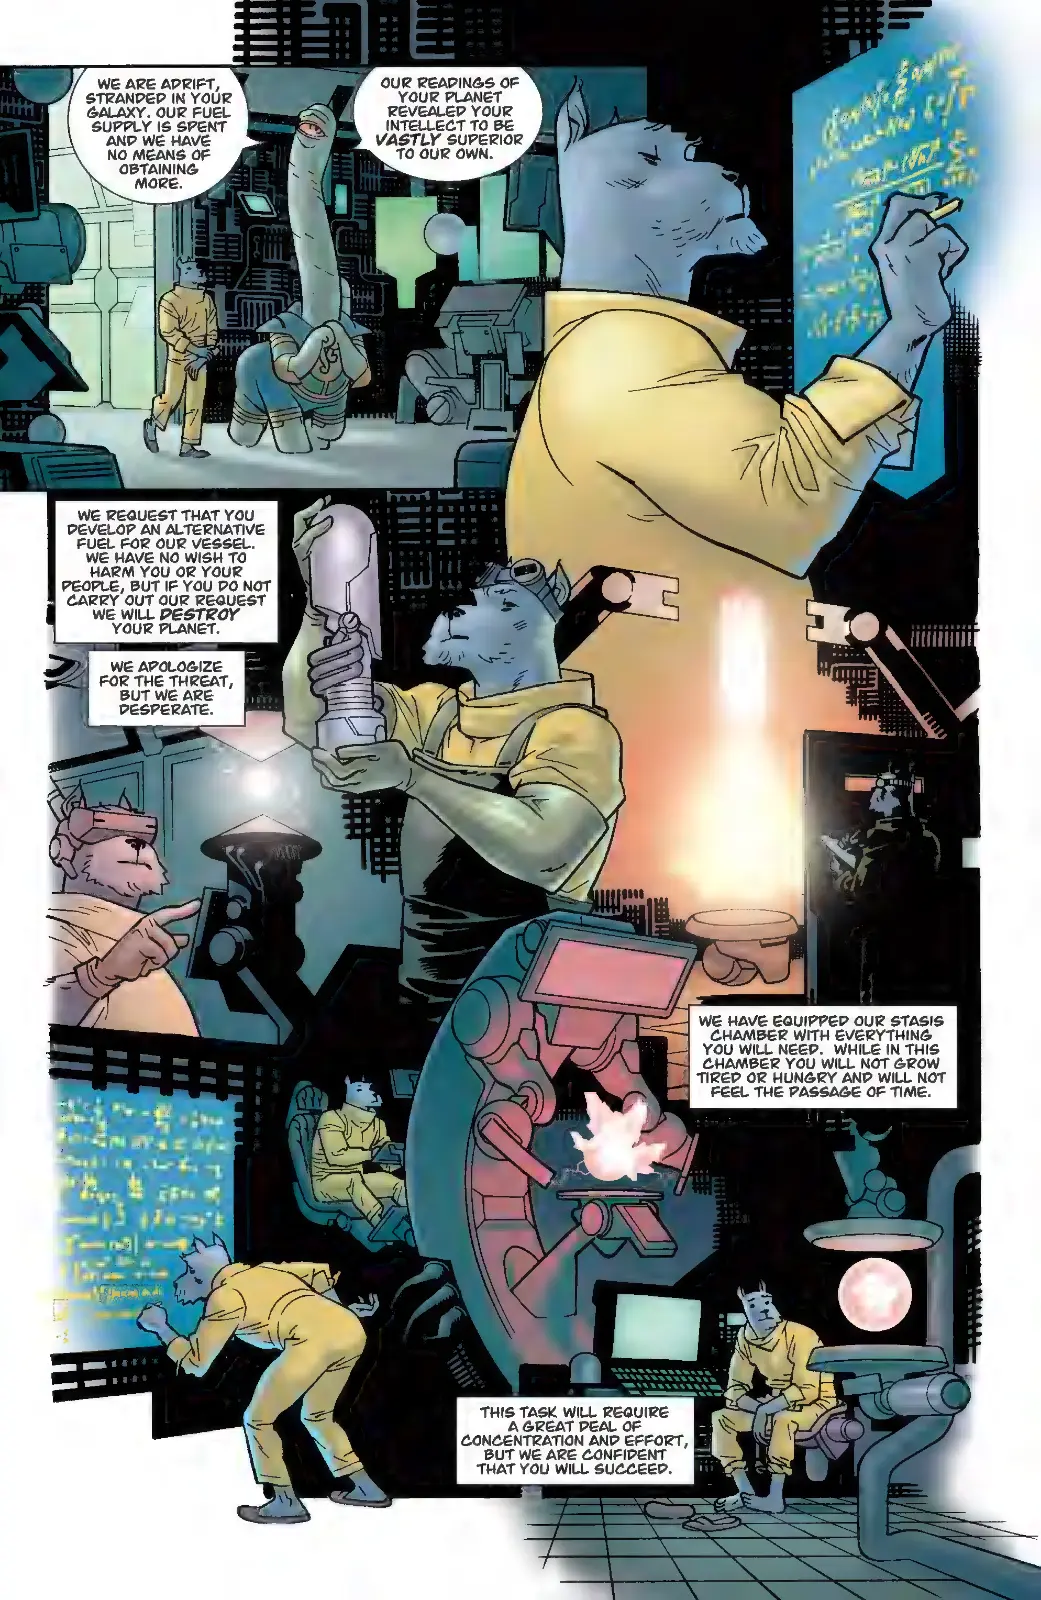 WE ARE ADRIFT,
STRANDED IN YOUR
GALAXY. OUR FUEL
SUPPLY IS SPENT
AND WE HAVE
NO MEANS OF
OBTAINING
MORE.
OUR READINGS OF
YOUR PLANET
REVEALED YOUR
INTELLECT TO BE
VASTLY SUPERIOR
TO OUR OWN.
WE REQUEST THAT YOU
DEVELOP AN ALTERNATIVE
FUEL FOR OUR VESSEL.
WE HAVE NO WISH TO
HARM YOU OR YOUR
PEOPLE, BUT IF YOU DO NOT
CARRY OUT OUR REQUEST
WE WILL DESTROY
YOUR PLANET.
WE APOLOGIZE
FOR THE THREAT,
BUT WE ARE
DESPERATE.
WE HAVE EQUIPPED OUR STASIS
CHAMBER WITH EVERYTHING
YOU WILL NEED. WHILE IN THIS
CHAMBER YOU WILL NOT GROW
TIRED OR HUNGRY AND WILL NOT
FEEL THE PASSAGE OF TIME.
THIS TASK WILL REQUIRE
A GREAT DEAL OF
CONCENTRATION AND EFFORT,
BUT WE ARE CONFIDENT
THAT YOU WILL SUCCEED.